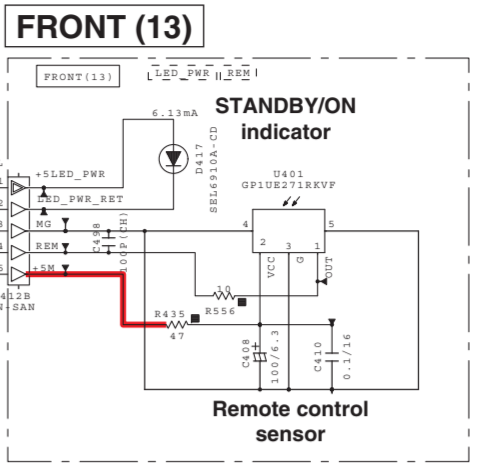 FRONT (13)
FRONT(13)
LED_PWR
REM
6.13mA
STANDBY/ON
indicator
D417
SEL6910A-CD
+5LED_PWR
LED_PWR_RET
MG
REM
+5M
C498
100P(CH)
U401
GP1UE271RKVF
4
5
2
3
1
VCC
G
OUT
10
R556
R435
47
C408
100/6.3
C410
0.1/16
412B
N-SAN
Remote control
sensor